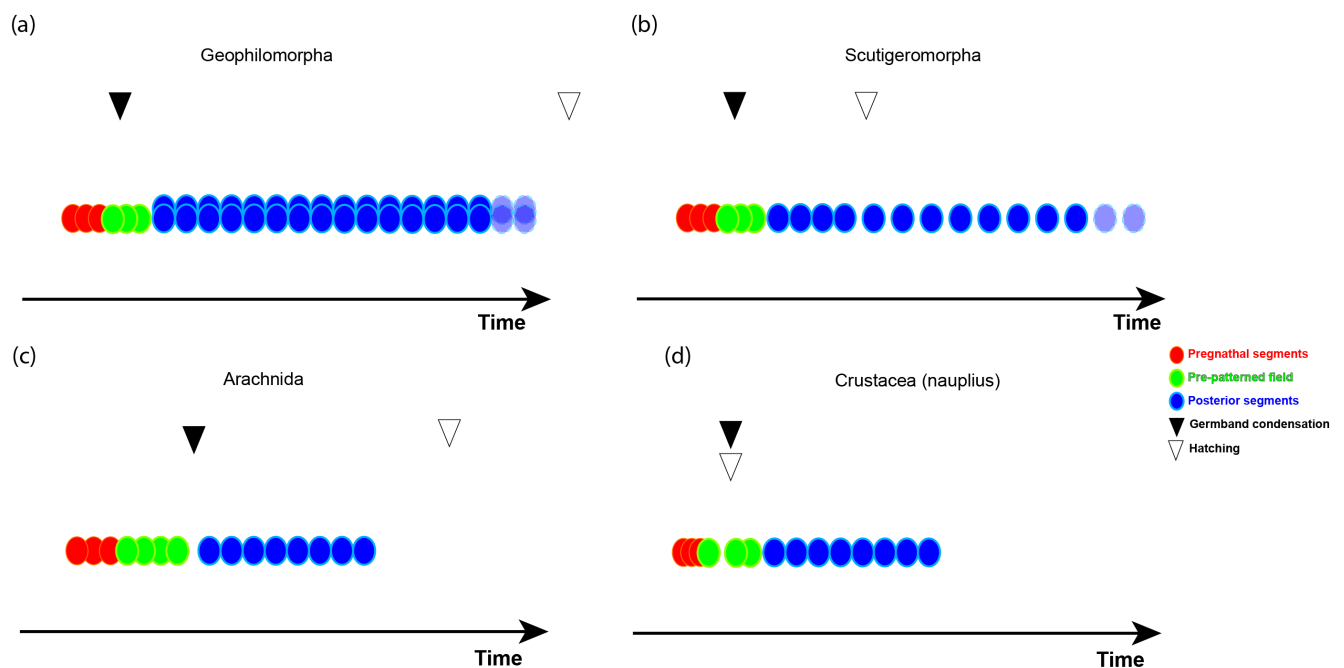 (a)
Geophilomorpha
Time
(b)
Scutigeromorpha
Time
(c)
Arachnida
Time
(d)
Crustacea (nauplius)
Time
Pregnathal segments
Pre-patterned field
Posterior segments
Germband condensation
Hatching